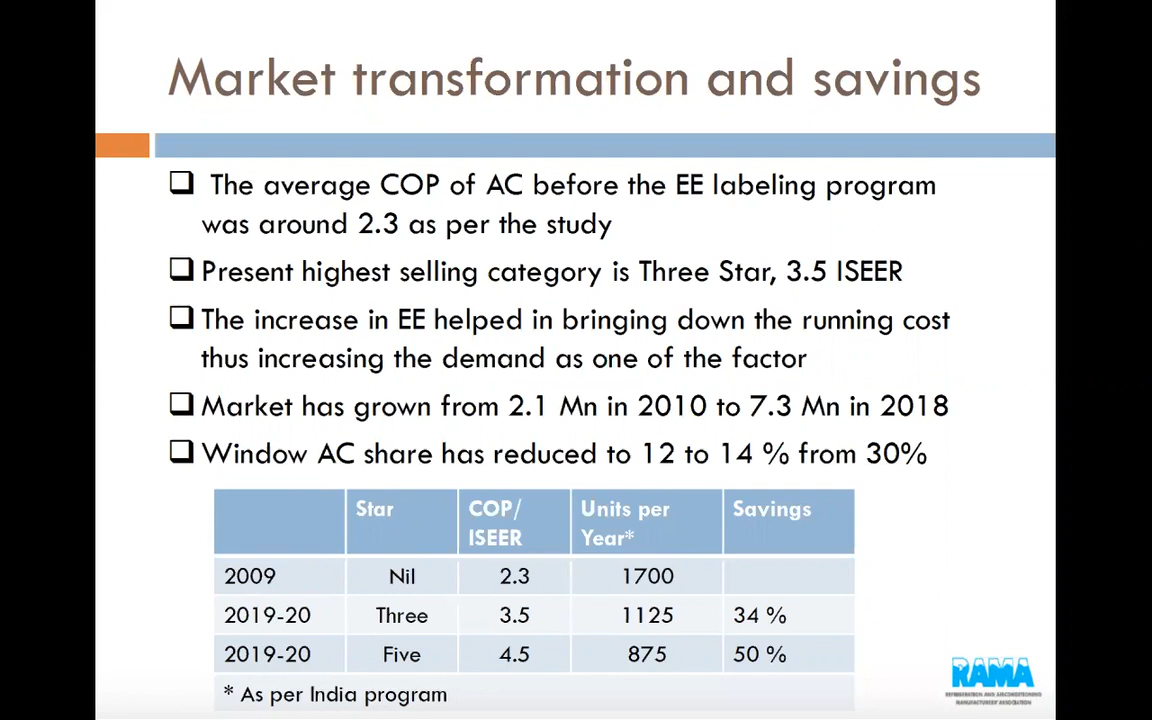 Market transformation and savings
The average COP of AC before the EE labeling program
was around 2.3 as per the study
Present highest selling category is Three Star, 3.5 ISEER
The increase in EE helped in bringing down the running cost
thus increasing the demand as one of the factor
Market has grown from 2.1 Mn in 2010 to 7.3 Mn in 2018
Window AC share has reduced to 12 to 14 % from 30%
Star COP/ Units per Savings
ISEER Year*
2009 Nil 2.3 1700
2019-20 Three 3.5 1125 34 %
2019-20 Five 4.5 875 50 %
* As per India program
RAMA
REFRIGERATION AND AIRCONDITIONING
MANUFACTURERS' ASSOCIATION